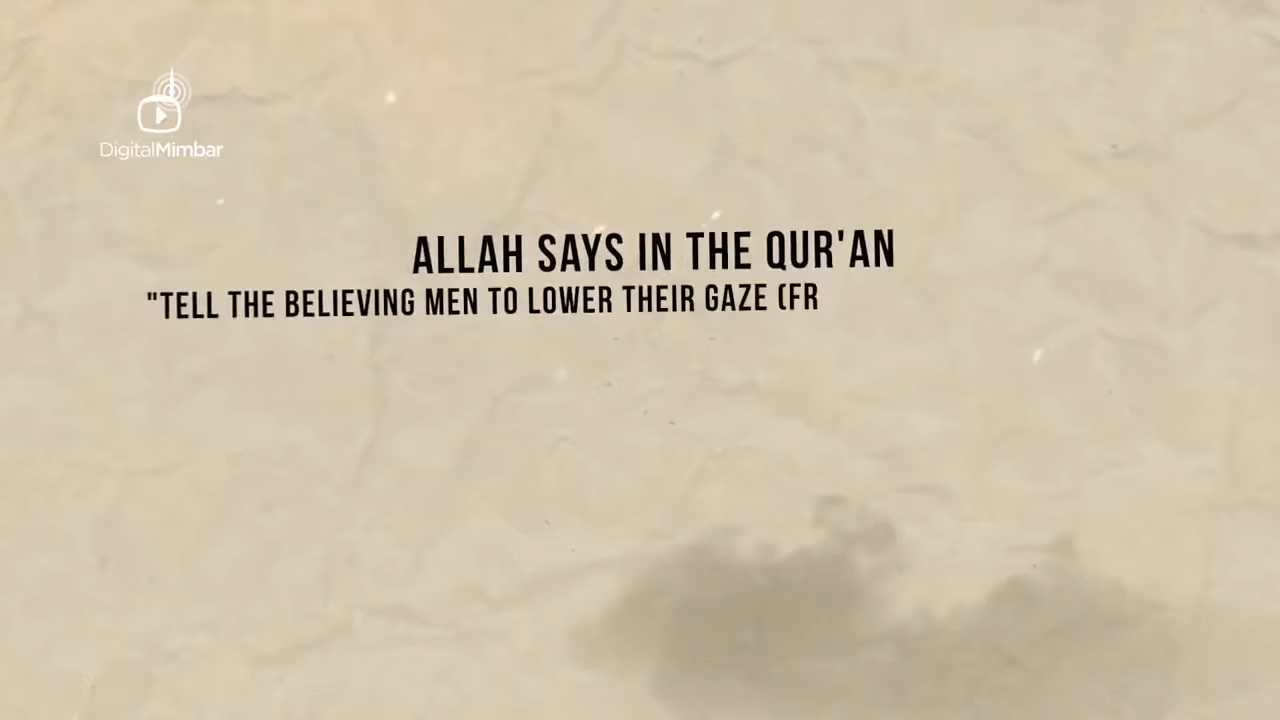 DigitalMimbar
ALLAH SAYS IN THE QUR'AN
"TELL THE BELIEVING MEN TO LOWER THEIR GAZE (FR